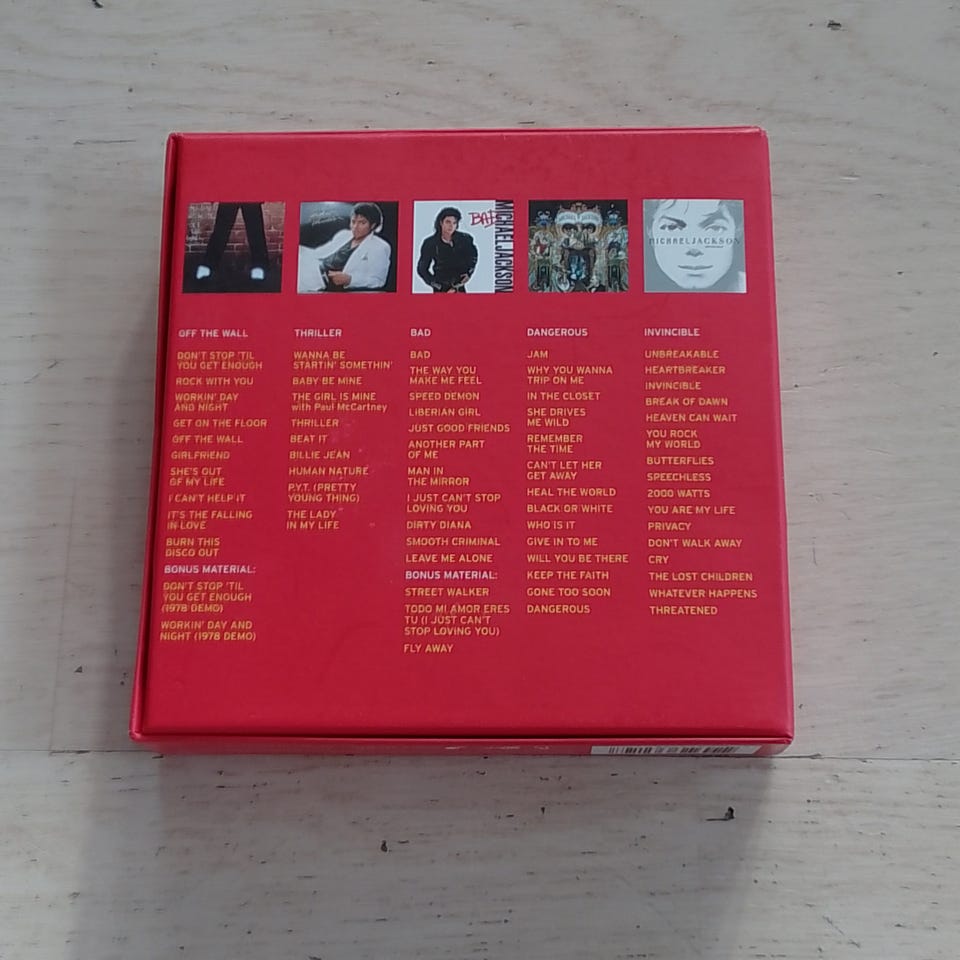 BAD
MICHAEL JACKSON
MICHAEL JACKSON
OFF THE WALL
DON'T STOP 'TIL
YOU GET ENOUGH
ROCK WITH YOU
WORKIN' DAY
AND NIGHT
GET ON THE FLOOR
OFF THE WALL
GIRLFRIEND
SHE'S OUT
OF MY LIFE
I CAN'T HELP IT
IT'S THE FALLING
IN LOVE
BURN THIS
DISCO OUT
BONUS MATERIAL:
DON'T STOP 'TIL
YOU GET ENOUGH
(1978 DEMO)
WORKIN' DAY AND
NIGHT (1978 DEMO)
THRILLER
WANNA BE
STARTIN' SOMETHIN'
BABY BE MINE
THE GIRL IS MINE
with Paul McCartney
THRILLER
BEAT IT
BILLIE JEAN
HUMAN NATURE
P.Y.T. (PRETTY
YOUNG THING)
THE LADY
IN MY LIFE
BAD
BAD
THE WAY YOU
MAKE ME FEEL
SPEED DEMON
LIBERIAN GIRL
JUST GOOD FRIENDS
ANOTHER PART
OF ME
MAN IN
THE MIRROR
I JUST CAN'T STOP
LOVING YOU
DIRTY DIANA
SMOOTH CRIMINAL
LEAVE ME ALONE
BONUS MATERIAL:
STREET WALKER
TODO MI AMOR ERES
TU (I JUST CAN'T
STOP LOVING YOU)
FLY AWAY
DANGEROUS
JAM
WHY YOU WANNA
TRIP ON ME
IN THE CLOSET
SHE DRIVES
ME WILD
REMEMBER
THE TIME
CAN'T LET HER
GET AWAY
HEAL THE WORLD
BLACK OR WHITE
WHO IS IT
GIVE IN TO ME
WILL YOU BE THERE
KEEP THE FAITH
GONE TOO SOON
DANGEROUS
INVINCIBLE
UNBREAKABLE
HEARTBREAKER
INVINCIBLE
BREAK OF DAWN
HEAVEN CAN WAIT
YOU ROCK
MY WORLD
BUTTERFLIES
SPEECHLESS
2000 WATTS
YOU ARE MY LIFE
PRIVACY
DON'T WALK AWAY
CRY
THE LOST CHILDREN
WHATEVER HAPPENS
THREATENED